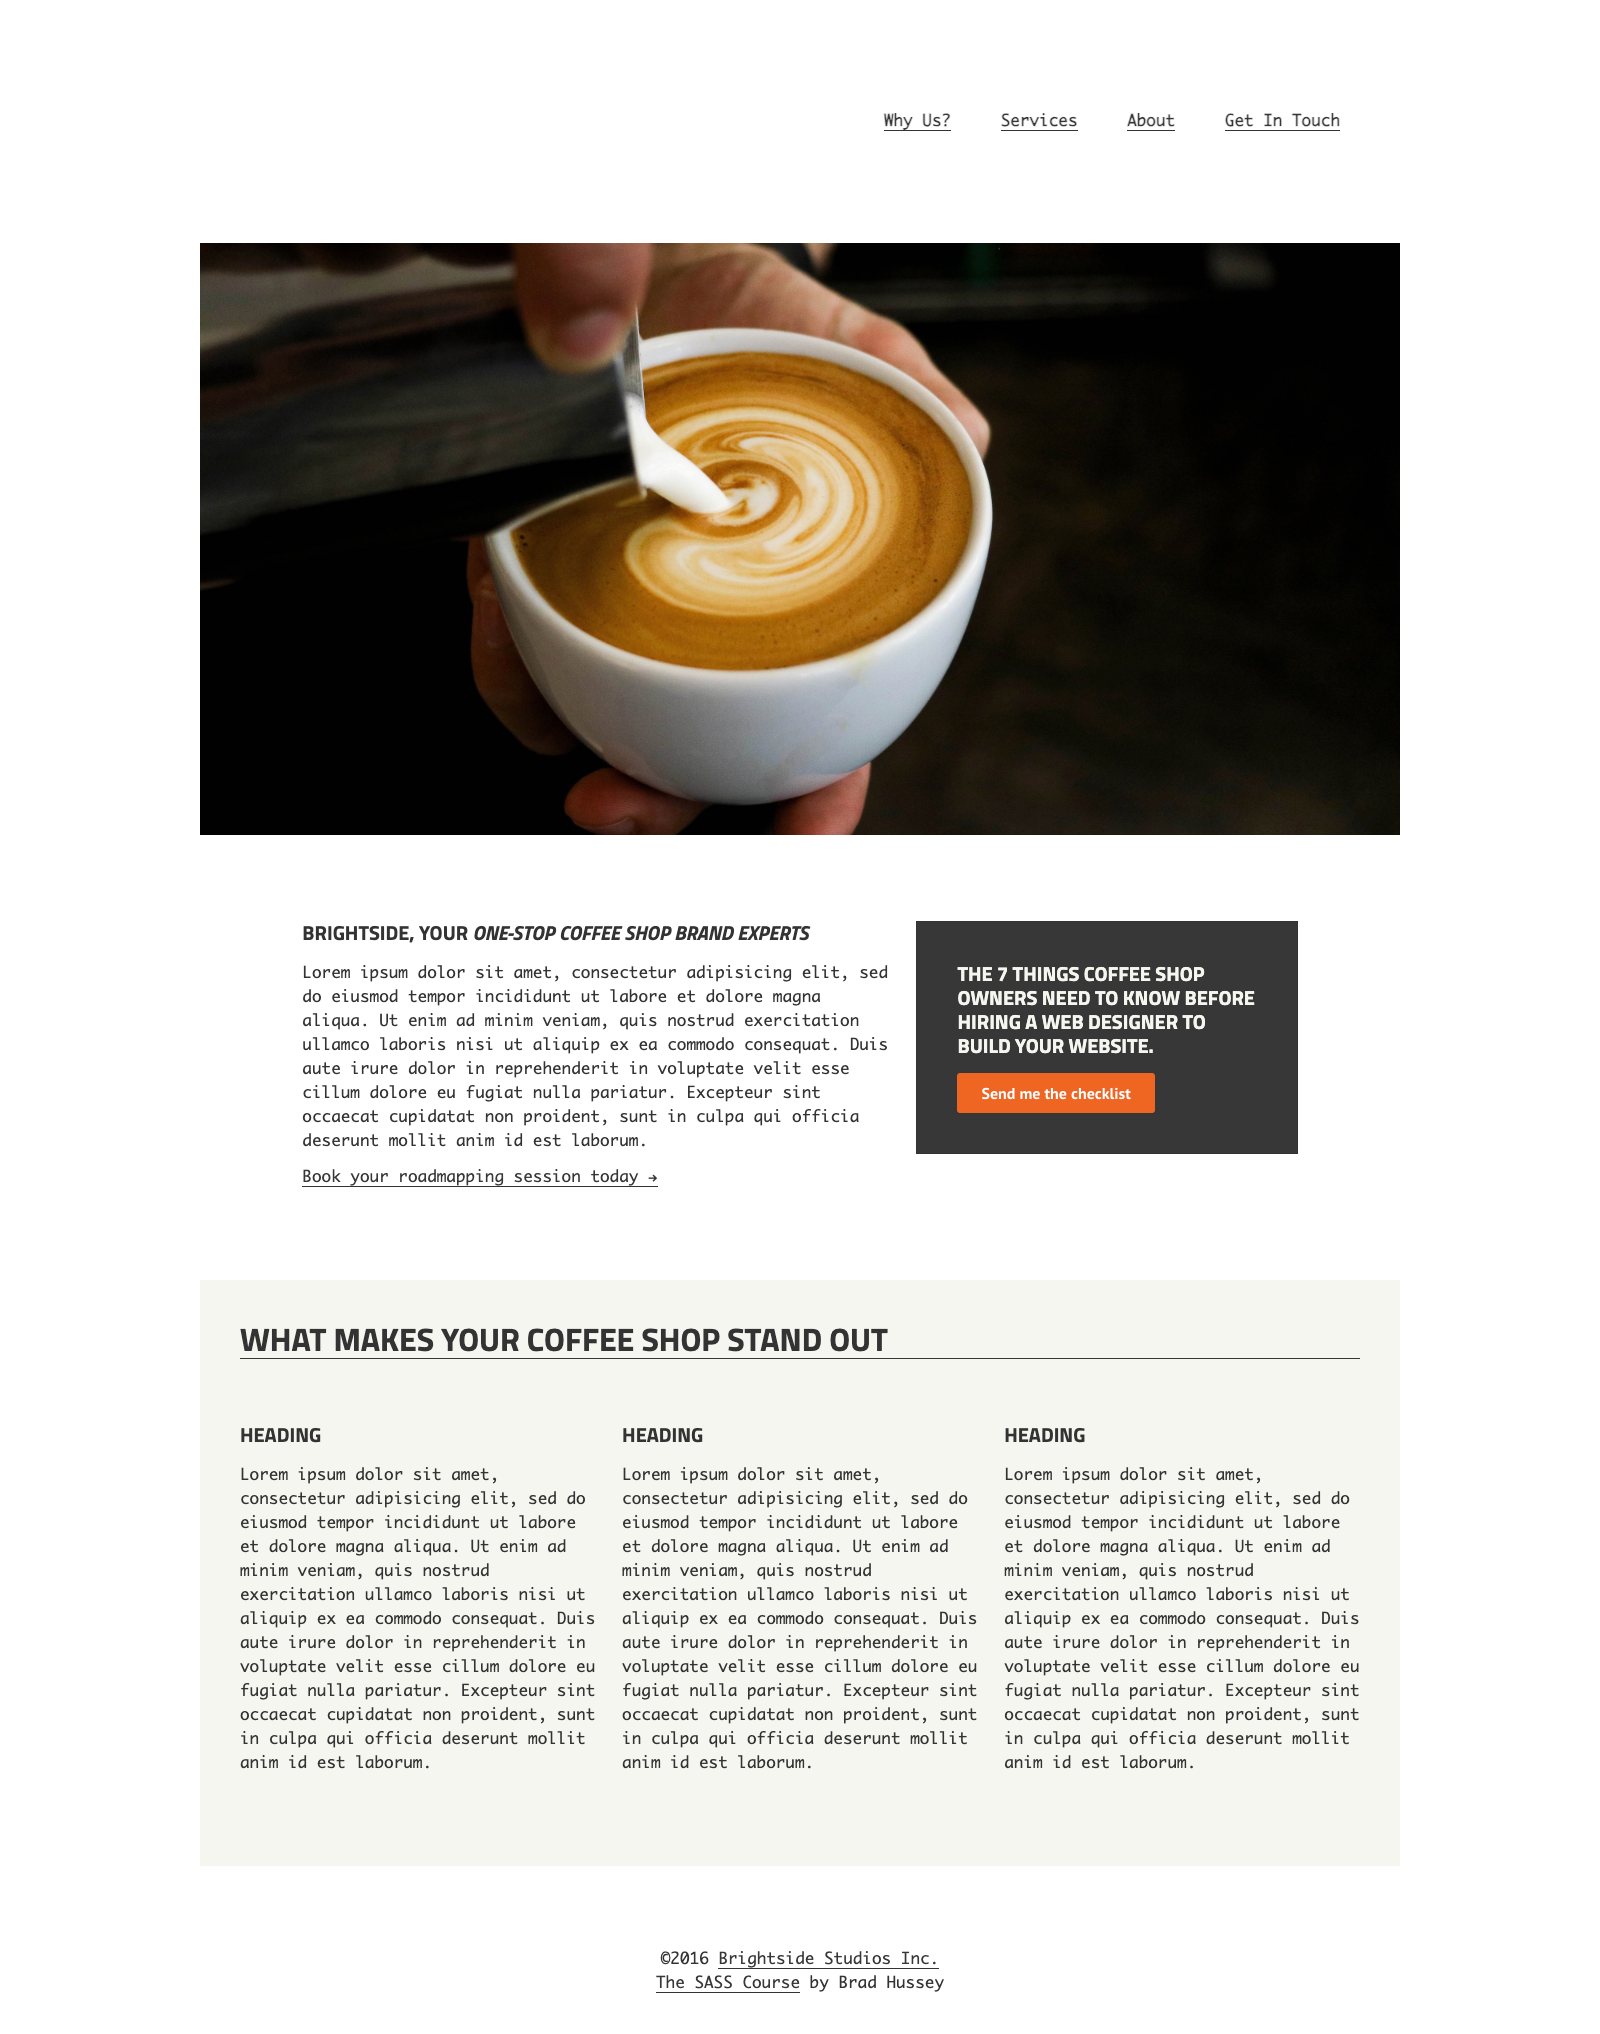 Why Us? Services About Get In Touch
BRIGHTSIDE, YOUR ONE-STOP COFFEE SHOP BRAND EXPERTS
Lorem ipsum dolor sit amet, consectetur adipisicing elit, sed
do eiusmod tempor incididunt ut labore et dolore magna
aliqua. Ut enim ad minim veniam, quis nostrud exercitation
ullamco laboris nisi ut aliquip ex ea commodo consequat. Duis
aute irure dolor in reprehenderit in voluptate velit esse
cillum dolore eu fugiat nulla pariatur. Excepteur sint
occaecat cupidatat non proident, sunt in culpa qui officia
deserunt mollit anim id est laborum.
Book your roadmapping session today →
THE 7 THINGS COFFEE SHOP
OWNERS NEED TO KNOW BEFORE
HIRING A WEB DESIGNER TO
BUILD YOUR WEBSITE.
Send me the checklist
WHAT MAKES YOUR COFFEE SHOP STAND OUT
HEADING
Lorem ipsum dolor sit amet,
consectetur adipisicing elit, sed do
eiusmod tempor incididunt ut labore
et dolore magna aliqua. Ut enim ad
minim veniam, quis nostrud
exercitation ullamco laboris nisi ut
aliquip ex ea commodo consequat. Duis
aute irure dolor in reprehenderit in
voluptate velit esse cillum dolore eu
fugiat nulla pariatur. Excepteur sint
occaecat cupidatat non proident, sunt
in culpa qui officia deserunt mollit
anim id est laborum.
HEADING
Lorem ipsum dolor sit amet,
consectetur adipisicing elit, sed do
eiusmod tempor incididunt ut labore
et dolore magna aliqua. Ut enim ad
minim veniam, quis nostrud
exercitation ullamco laboris nisi ut
aliquip ex ea commodo consequat. Duis
aute irure dolor in reprehenderit in
voluptate velit esse cillum dolore eu
fugiat nulla pariatur. Excepteur sint
occaecat cupidatat non proident, sunt
in culpa qui officia deserunt mollit
anim id est laborum.
HEADING
Lorem ipsum dolor sit amet,
consectetur adipisicing elit, sed do
eiusmod tempor incididunt ut labore
et dolore magna aliqua. Ut enim ad
minim veniam, quis nostrud
exercitation ullamco laboris nisi ut
aliquip ex ea commodo consequat. Duis
aute irure dolor in reprehenderit in
voluptate velit esse cillum dolore eu
fugiat nulla pariatur. Excepteur sint
occaecat cupidatat non proident, sunt
in culpa qui officia deserunt mollit
anim id est laborum.
©2016 Brightside Studios Inc.
The SASS Course by Brad Hussey